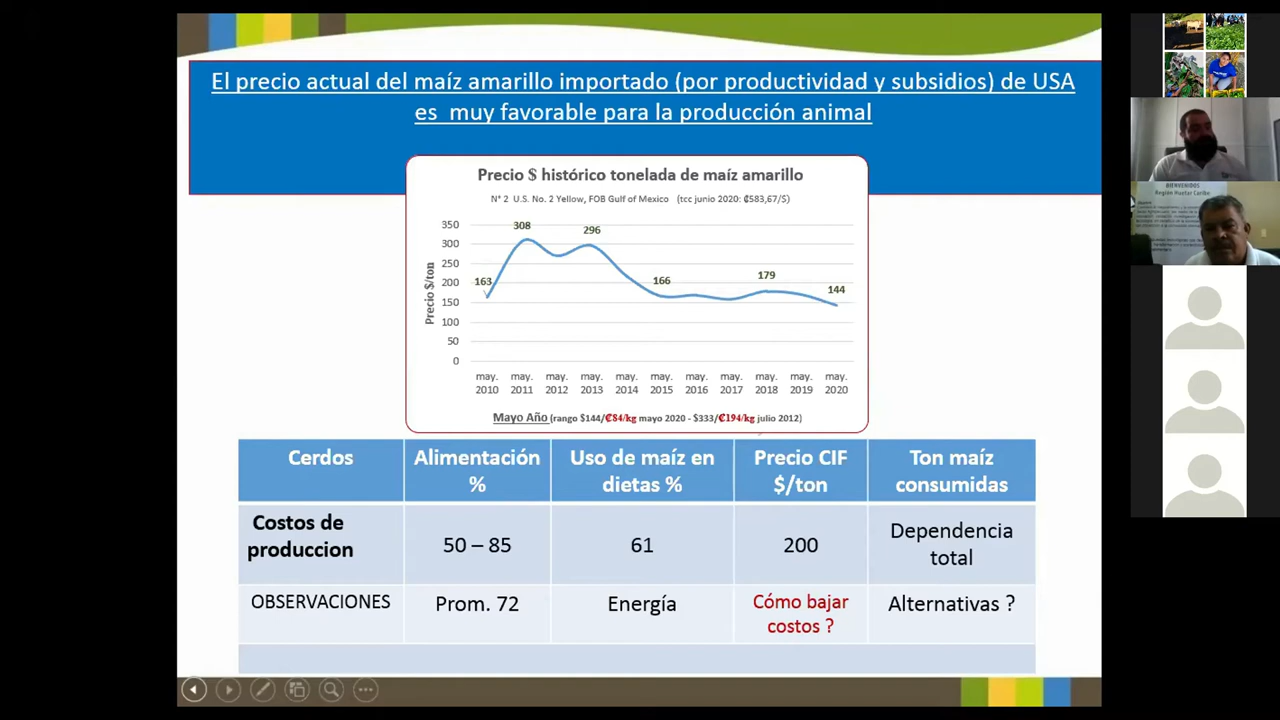 El precio actual del maíz amarillo importado (por productividad y subsidios) de USA
es muy favorable para la producción animal
Precio $ histórico tonelada de maíz amarillo
N° 2 U.S. No. 2 Yellow, FOB Gulf of Mexico (tcc junio 2020: ₡583,67/$)
Precio $/ton
350
300
250
200
150
100
50
0
163
308
296
166
179
144
may. 2010
may. 2011
may. 2012
may. 2013
may. 2014
may. 2015
may. 2016
may. 2017
may. 2018
may. 2019
may. 2020
Mayo Año (rango $144/₡84/kg mayo 2020 - $333/₡194/kg julio 2012)
Cerdos
Alimentación
%
Uso de maíz en
dietas %
Precio CIF
$/ton
Ton maíz
consumidas
Costos de
produccion
50 – 85
61
200
Dependencia
total
OBSERVACIONES
Prom. 72
Energía
Cómo bajar
costos ?
Alternativas ?
BIENVENIDOS
Región Huetar Caribe